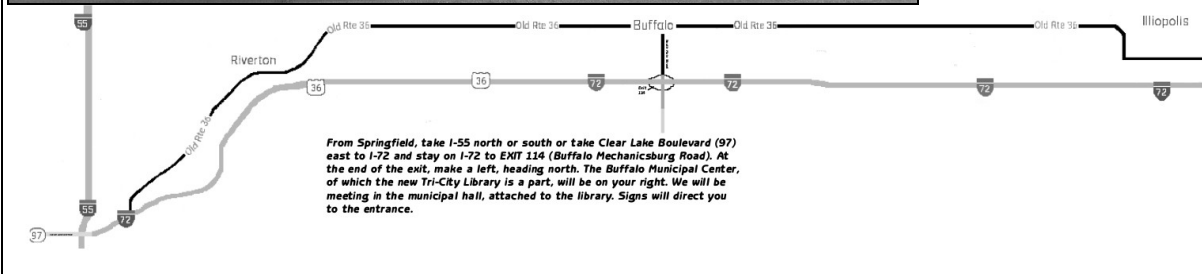 55
Old Rte 36
Old Rte 36
Buffalo
Old Rte 36
Old Rte 36
Illiopolis
Riverton
36
36
72
72
72
72
Old Rte 36
From Springfield, take I-55 north or south or take Clear Lake Boulevard (97)
east to I-72 and stay on I-72 to EXIT 114 (Buffalo Mechanicsburg Road). At
the end of the exit, make a left, heading north. The Buffalo Municipal Center,
of which the new Tri-City Library is a part, will be on your right. We will be
meeting in the municipal hall, attached to the library. Signs will direct you
to the entrance.
55
72
97